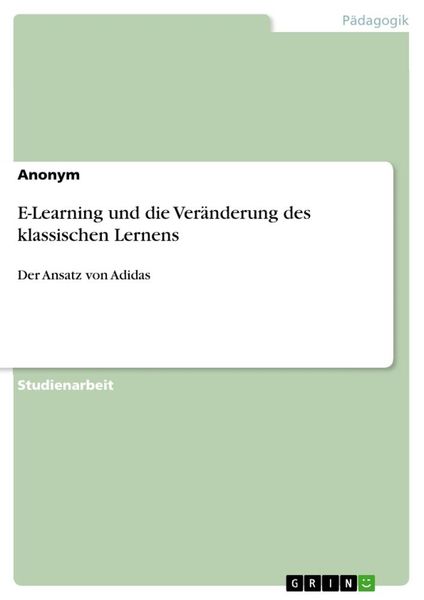 Pädagogik
Anonym
E-Learning und die Veränderung des
klassischen Lernens
Der Ansatz von Adidas
Studienarbeit
GRIN